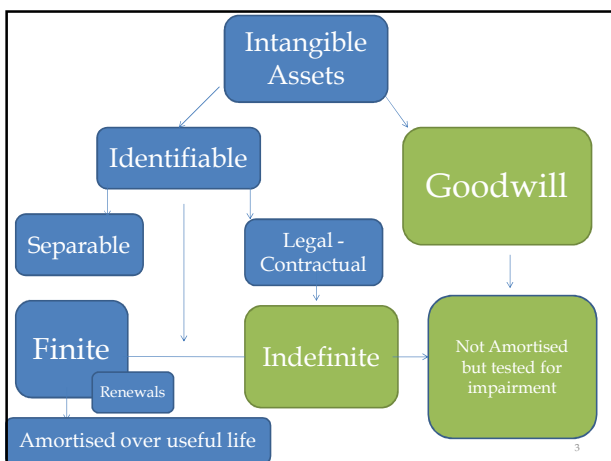 Intangible
Assets
Identifiable
Goodwill
Separable
Legal -
Contractual
Finite
Renewals
Indefinite
Not Amortised
but tested for
impairment
Amortised over useful life
3